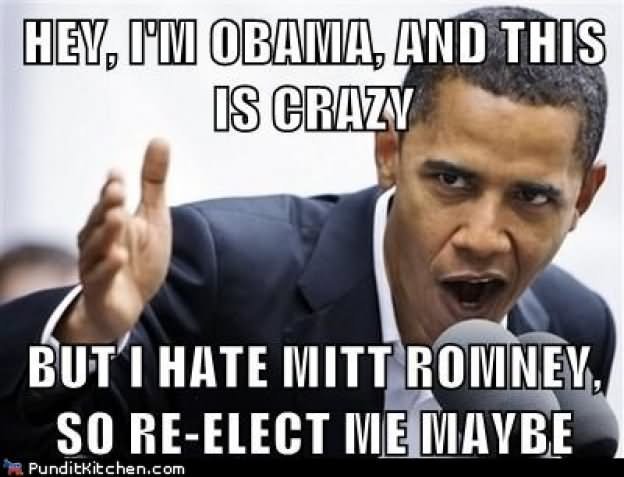 HEY, I'M OBAMA, AND THIS
IS CRAZY
BUT I HATE MITT ROMNEY,
SO RE-ELECT ME MAYBE
PunditKitchen.com